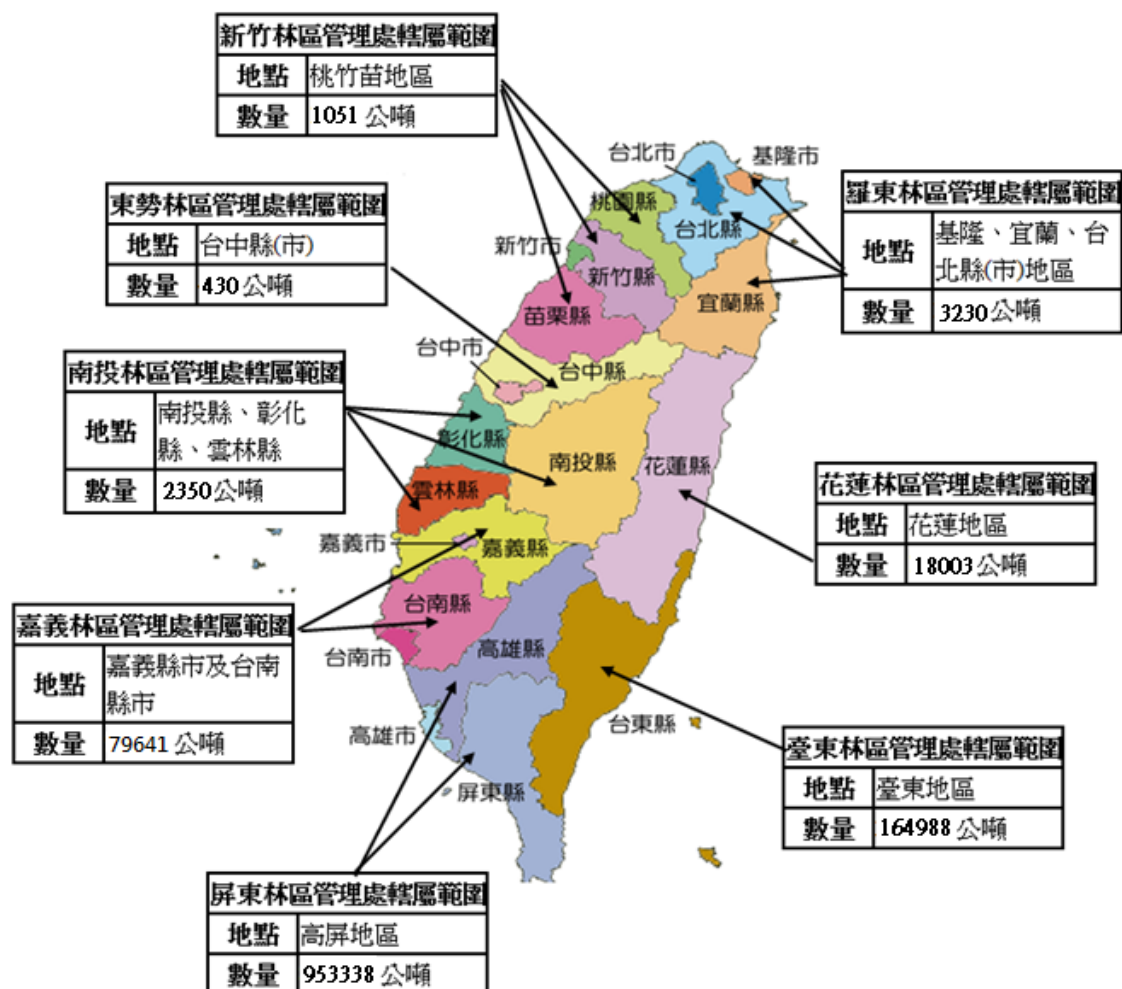 新竹林區管理處轄屬範圍
地點 桃竹苗地區
數量 1051 公噸
東勢林區管理處轄屬範圍
地點 台中縣(市)
數量 430 公噸
南投林區管理處轄屬範圍
地點 南投縣、彰化
縣、雲林縣
數量 2350公噸
嘉義林區管理處轄屬範圍
地點 嘉義縣市及台南
縣市
數量 79641 公噸
屏東林區管理處轄屬範圍
地點 高屏地區
數量 953338 公噸
羅東林區管理處轄屬範圍
地點 基隆、宜蘭、台
北縣(市)地區
數量 3230公噸
花蓮林區管理處轄屬範圍
地點 花蓮地區
數量 18003 公噸
臺東林區管理處轄屬範圍
地點 臺東地區
數量 164988 公噸
台北市
基隆市
桃園縣
台北縣
新竹市
新竹縣
宜蘭縣
苗栗縣
台中市
台中縣
彰化縣
南投縣
花蓮縣
雲林縣
嘉義市
嘉義縣
台南縣
台南市
高雄縣
高雄市
台東縣
屏東縣